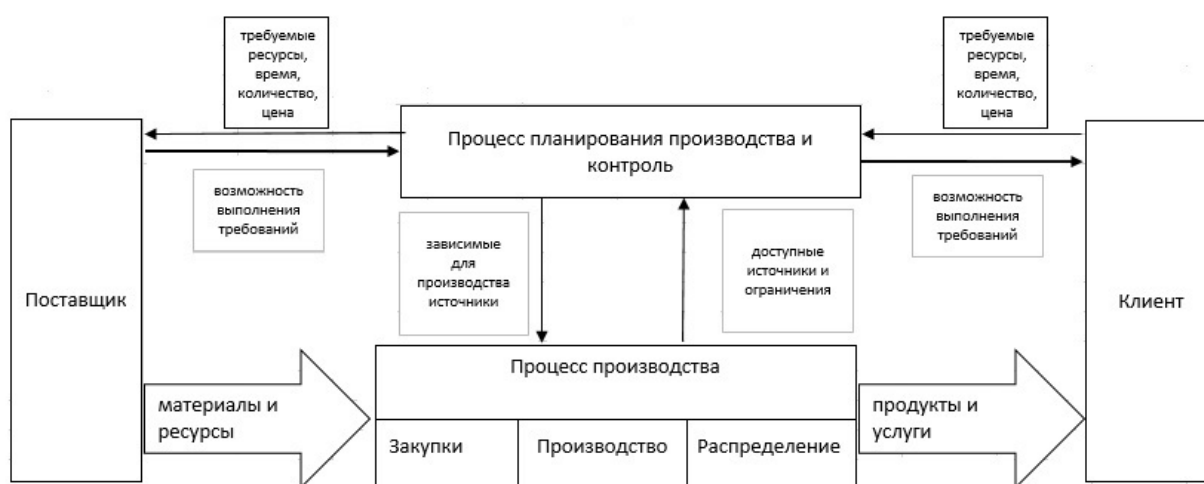 требуемые
ресурсы,
время,
количество,
цена
требуемые
ресурсы,
время,
количество,
цена
Процесс планирования производства и
контроль
возможность
выполнения
требований
возможность
выполнения
требований
зависимые
для
производства
источники
доступные
источники и
ограничения
Поставщик
Клиент
Процесс производства
материалы и
ресурсы
продукты и
услуги
Закупки
Производство
Распределение